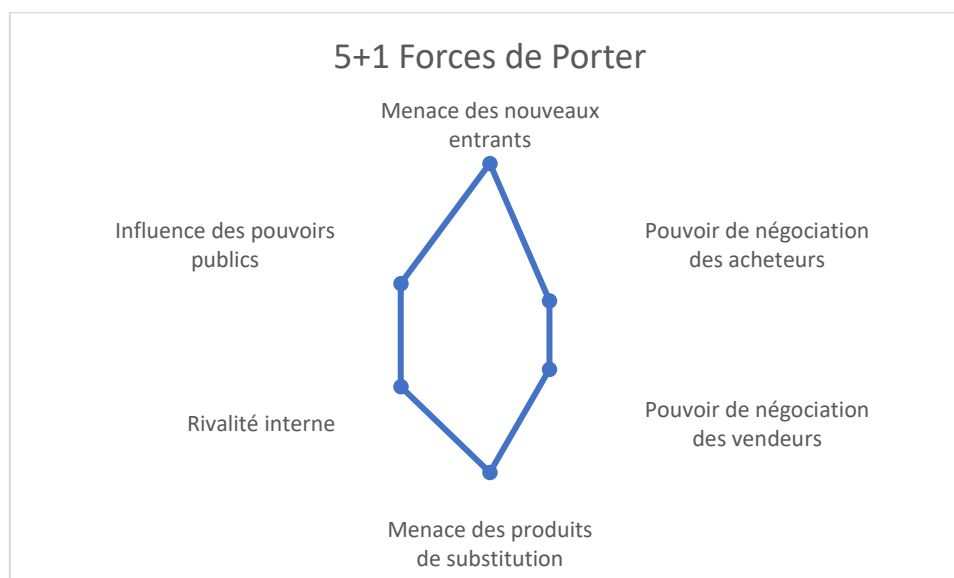 5+1 Forces de Porter
Menace des nouveaux
entrants
Pouvoir de négociation
des acheteurs
Pouvoir de négociation
des vendeurs
Menace des produits
de substitution
Rivalité interne
Influence des pouvoirs
publics